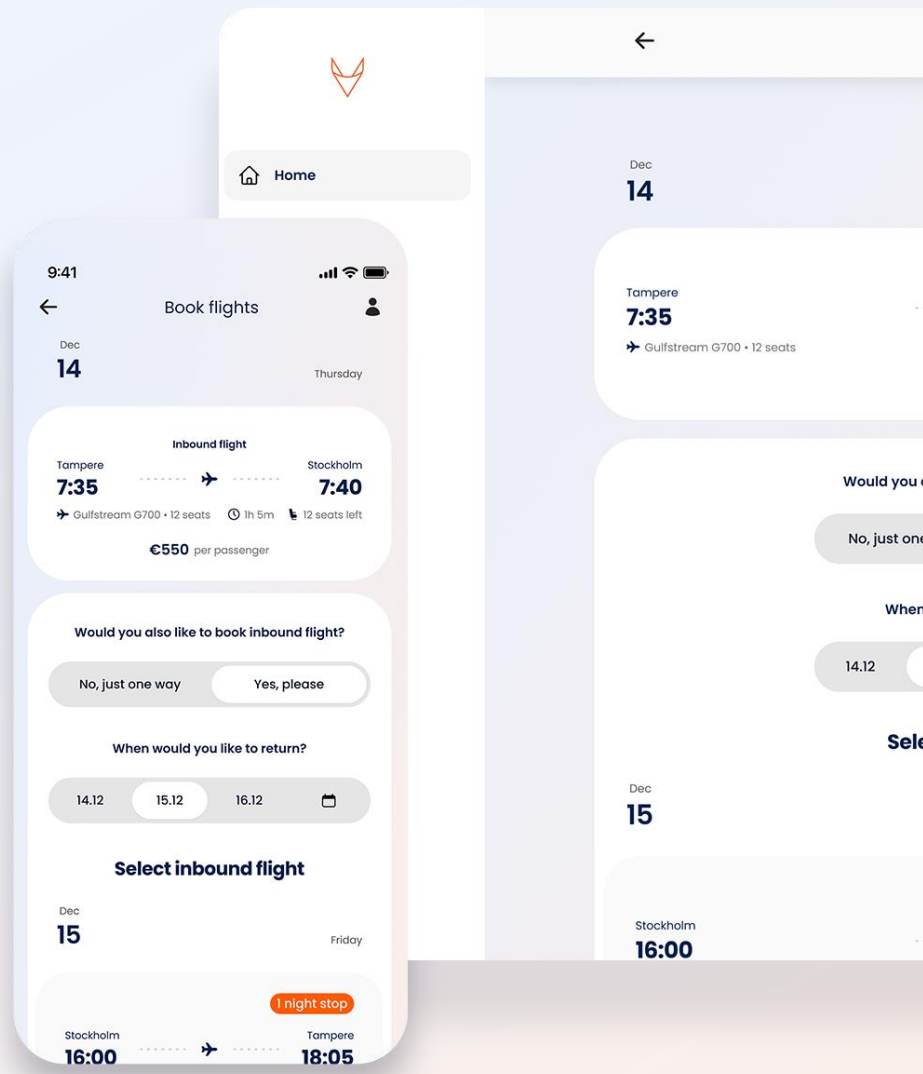 Home
Dec
14
Tampere
7:35
Gulfstream G700 • 12 seats
Would you
No, just one
When
14.12
Dec
15
Stockholm
16:00
9:41
Book flights
Dec
14
Thursday
Inbound flight
Tampere
Stockholm
7:35
7:40
Gulfstream G700 • 12 seats 1h 5m 12 seats left
€550 per passenger
Would you also like to book inbound flight?
No, just one way Yes, please
When would you like to return?
14.12 15.12 16.12
Select inbound flight
Dec
15
Friday
1 night stop
Stockholm
Tampere
16:00
18:05